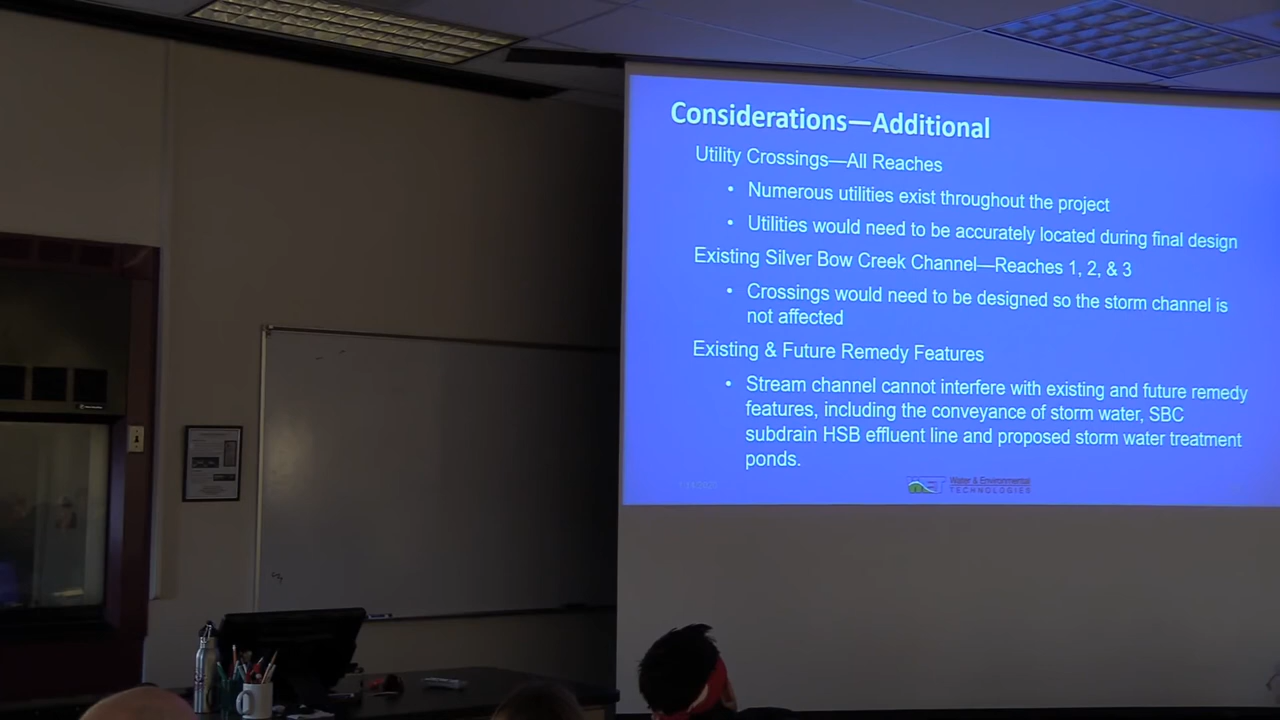 Considerations—Additional
Utility Crossings—All Reaches
• Numerous utilities exist throughout the project
• Utilities would need to be accurately located during final design
Existing Silver Bow Creek Channel—Reaches 1, 2, & 3
• Crossings would need to be designed so the storm channel is
not affected
Existing & Future Remedy Features
• Stream channel cannot interfere with existing and future remedy
features, including the conveyance of storm water, SBC
subdrain HSB effluent line and proposed storm water treatment
ponds.
Water & Environmental
TECHNOLOGIES